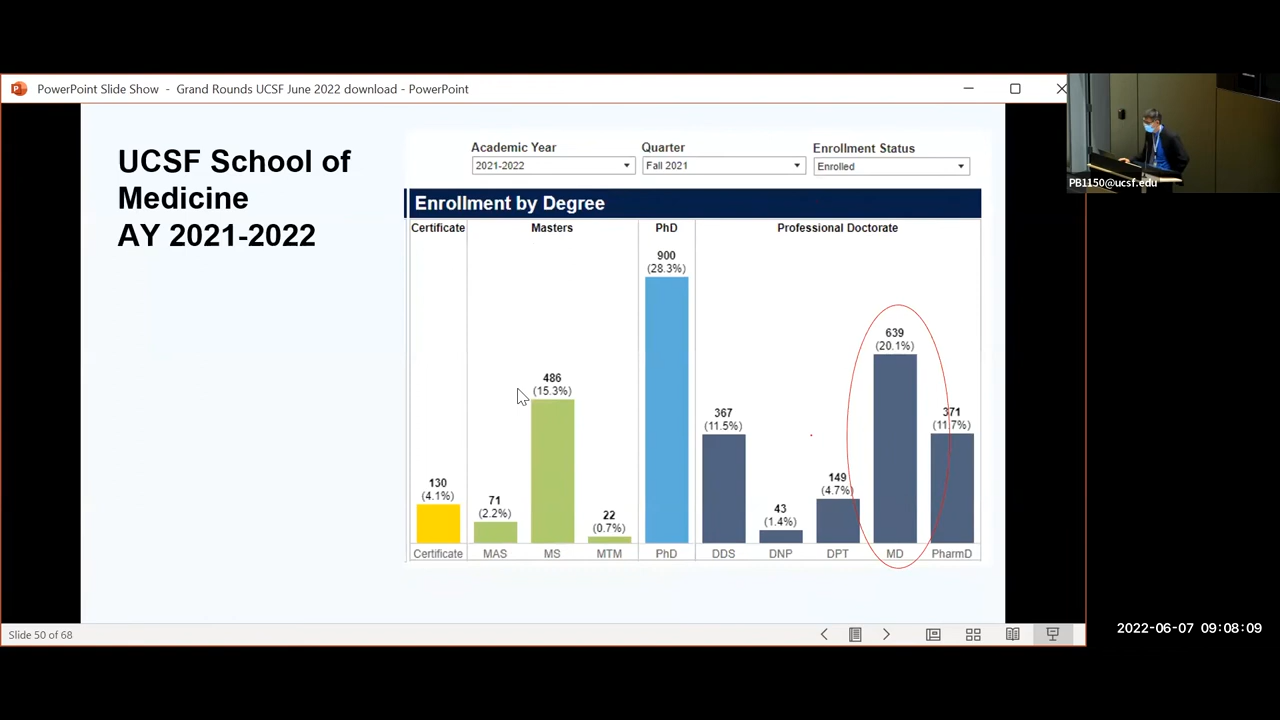 PowerPoint Slide Show - Grand Rounds UCSF June 2022 download - PowerPoint
UCSF School of
Medicine
AY 2021-2022
Academic Year
2021-2022
Quarter
Fall 2021
Enrollment Status
Enrolled
Enrollment by Degree
Certificate
Masters
PhD
Professional Doctorate
130
(4.1%)
71
(2.2%)
486
(15.3%)
22
(0.7%)
900
(28.3%)
367
(11.5%)
43
(1.4%)
149
(4.7%)
639
(20.1%)
371
(11.7%)
Certificate
MAS
MS
MTM
PhD
DDS
DNP
DPT
MD
PharmD
PB1150@ucsf.edu
Slide 50 of 68
2022-06-07 09:08:09